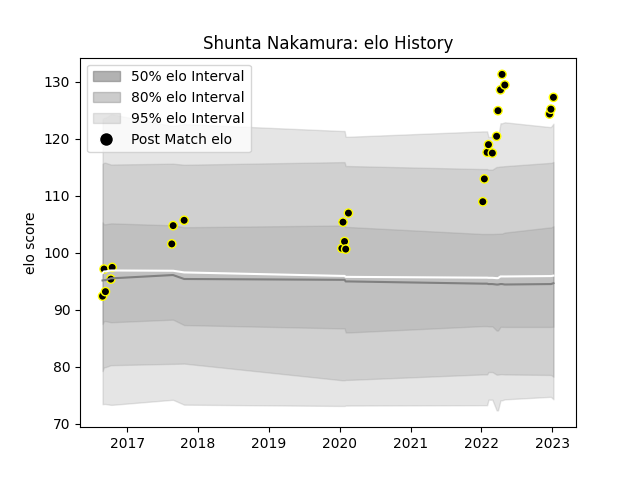 Shunta Nakamura: elo History
50% elo Interval
80% elo Interval
95% elo Interval
Post Match elo
elo score
130
120
110
100
90
80
70
2017 2018 2019 2020 2021 2022 2023